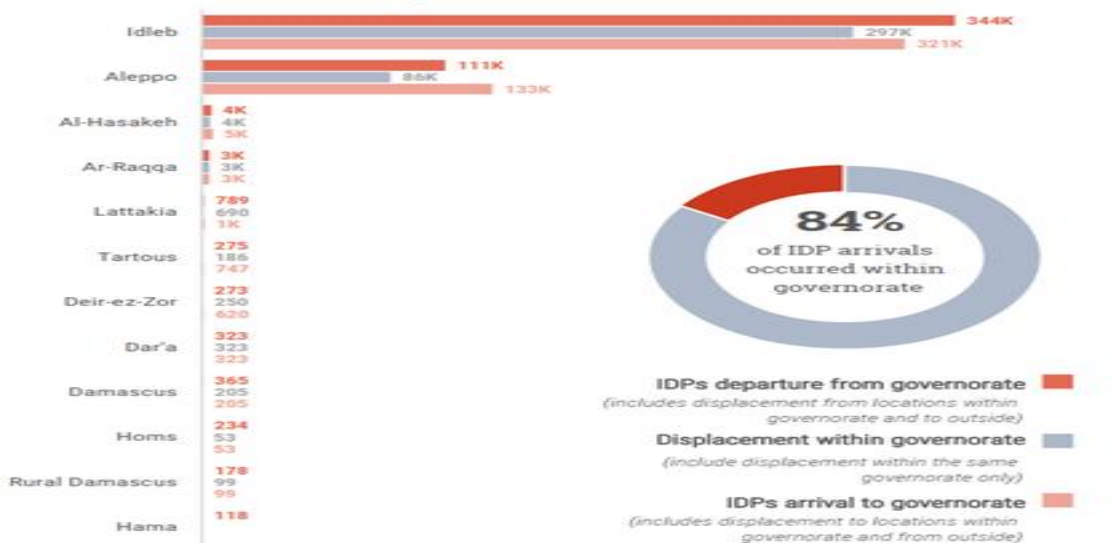 Idleb
344K
297K
321K
Aleppo
111K
86K
133K
Al-Hasakeh
4K
4K
5K
Ar-Raqqa
3K
3K
3K
Lattakia
789
690
1K
Tartous
275
186
747
Deir-ez-Zor
273
250
620
Dar'a
323
323
323
Damascus
365
205
205
Homs
234
53
53
Rural Damascus
178
99
99
Hama
118
84%
of IDP arrivals
occurred within
governorate
IDPs departure from governorate
(includes displacement from locations within
governorate and to outside)
Displacement within governorate
(include displacement within the same
governorate only)
IDPs arrival to governorate
(includes displacement to locations within
governorate and from outside)